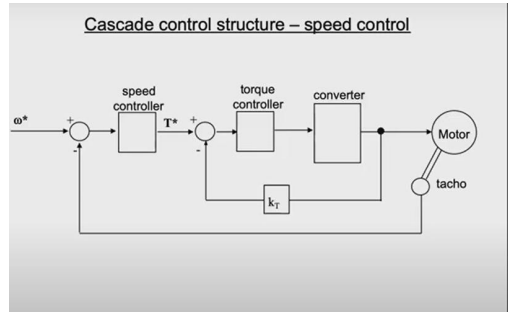 Cascade control structure – speed control
speed
controller
torque
controller
converter
ω*
+
-
T*
+
-
Motor
tacho
k_T